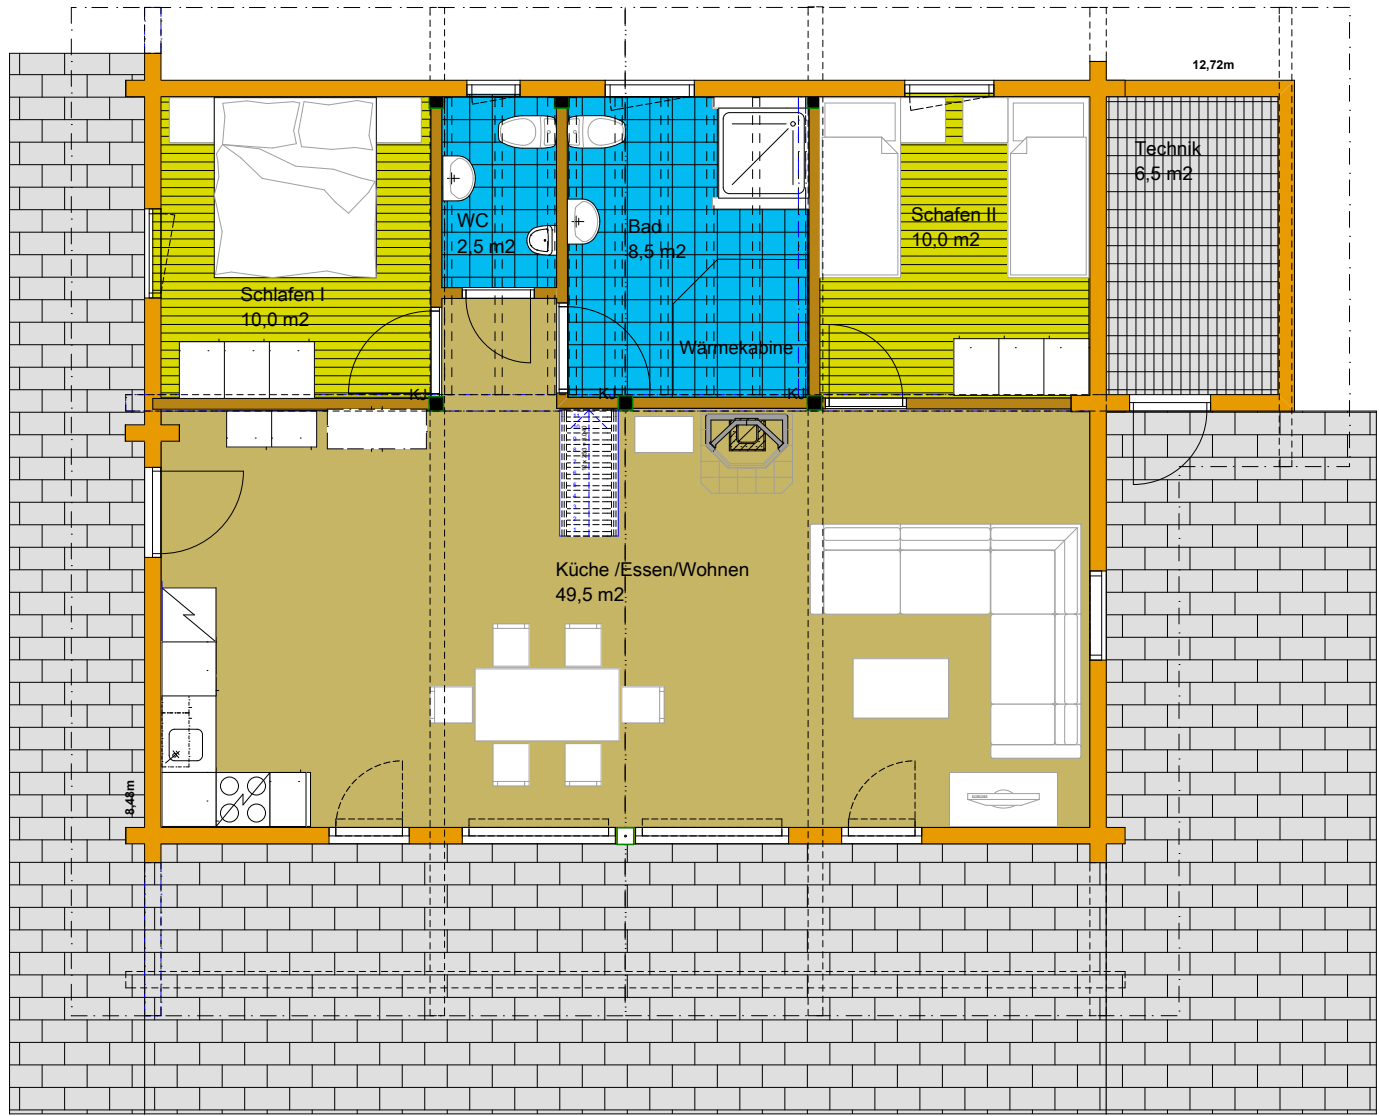 12,72m
Technik
6,5 m2
WC
2,5 m2
Bad
8,5 m2
Schafen II
10,0 m2
Schlafen I
10,0 m2
Wärmekabine
KJ
KJ
KJ
Küche /Essen/Wohnen
49,5 m2
8,48m